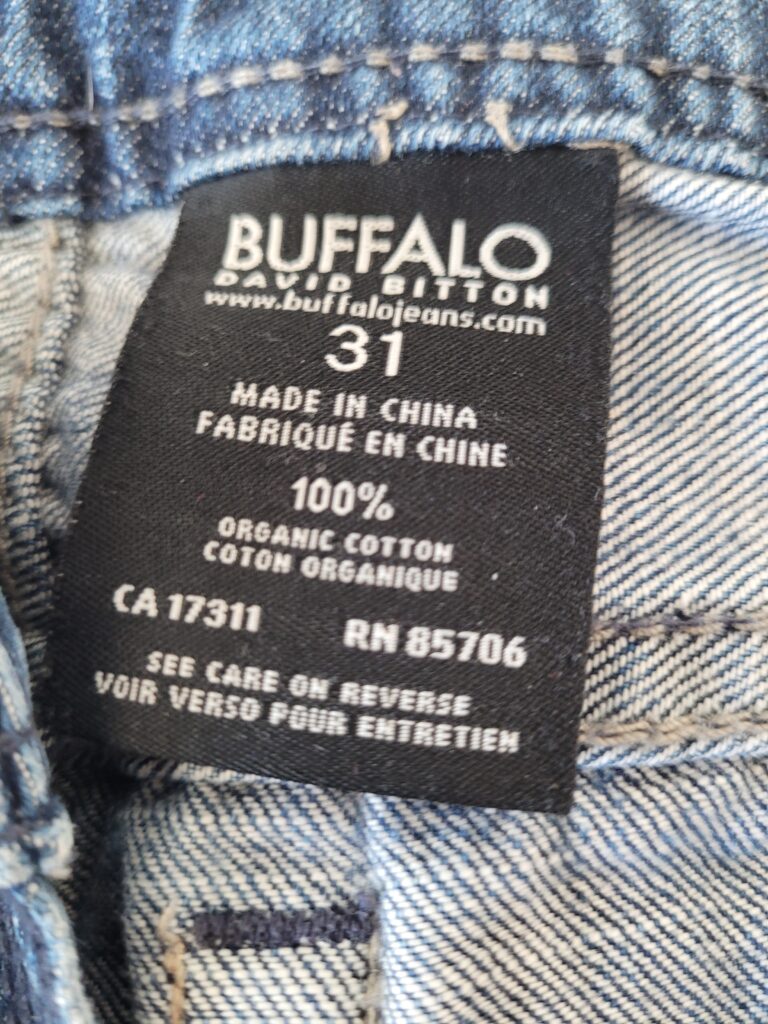 BUFFALO
DAVID BITTON
www.buffalojeans.com
31
MADE IN CHINA
FABRIQUÉ EN CHINE
100%
ORGANIC COTTON
COTON ORGANIQUE
CA 17311 RN 85706
SEE CARE ON REVERSE
VOIR VERSO POUR ENTRETIEN